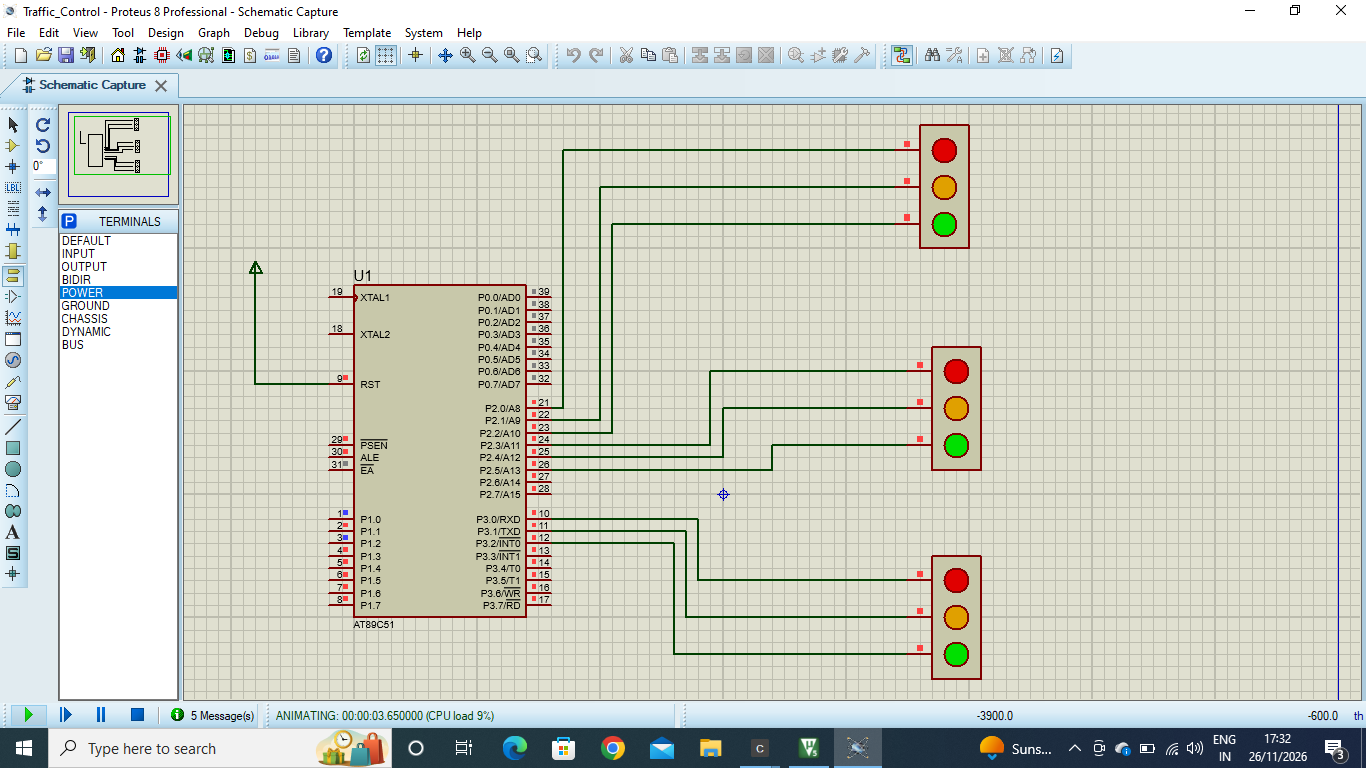 Traffic_Control - Proteus 8 Professional - Schematic Capture
File Edit View Tool Design Graph Debug Library Template System Help
Schematic Capture
0°
LBL
P TERMINALS
DEFAULT
INPUT
OUTPUT
BIDIR
POWER
GROUND
CHASSIS
DYNAMIC
BUS
A
S
U1
19 XTAL1 P0.0/AD0 39
P0.1/AD1 38
P0.2/AD2 37
18 XTAL2 P0.3/AD3 36
P0.4/AD4 35
P0.5/AD5 34
P0.6/AD6 33
9 RST P0.7/AD7 32
P2.0/A8 21
P2.1/A9 22
P2.2/A10 23
29 PSEN P2.3/A11 24
30 ALE P2.4/A12 25
31 EA P2.5/A13 26
P2.6/A14 27
P2.7/A15 28
1 P1.0 P3.0/RXD 10
2 P1.1 P3.1/TXD 11
3 P1.2 P3.2/INT0 12
4 P1.3 P3.3/INT1 13
5 P1.4 P3.4/T0 14
6 P1.5 P3.5/T1 15
7 P1.6 P3.6/WR 16
8 P1.7 P3.7/RD 17
AT89C51
5 Message(s) ANIMATING: 00:00:03.650000 (CPU load 9%) -3900.0 -600.0 th
Type here to search
Suns...
ENG
IN
17:32
26/11/2026
3